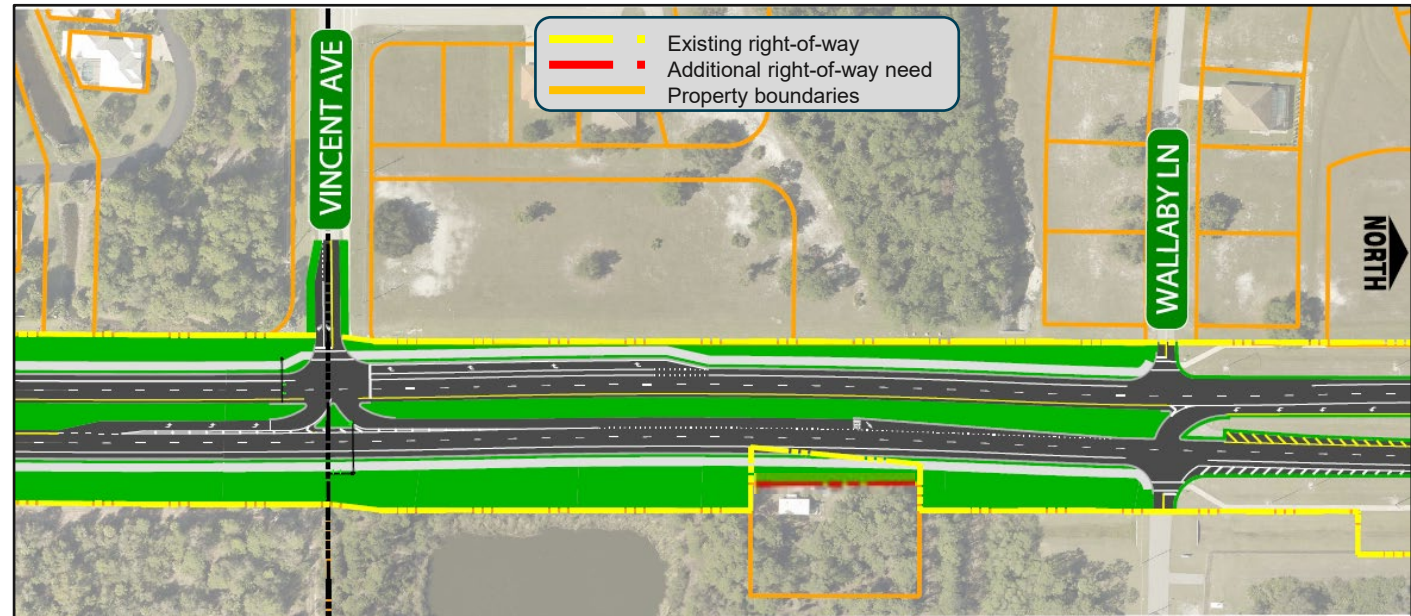 Existing right-of-way
Additional right-of-way need
Property boundaries
VINCENT AVE
WALLABY LN
NORTH